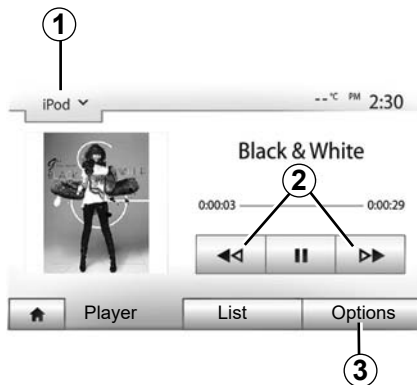 1
iPod --°C PM 2:30
Black & White
2
0:00:03 0:00:29
Player List Options
3